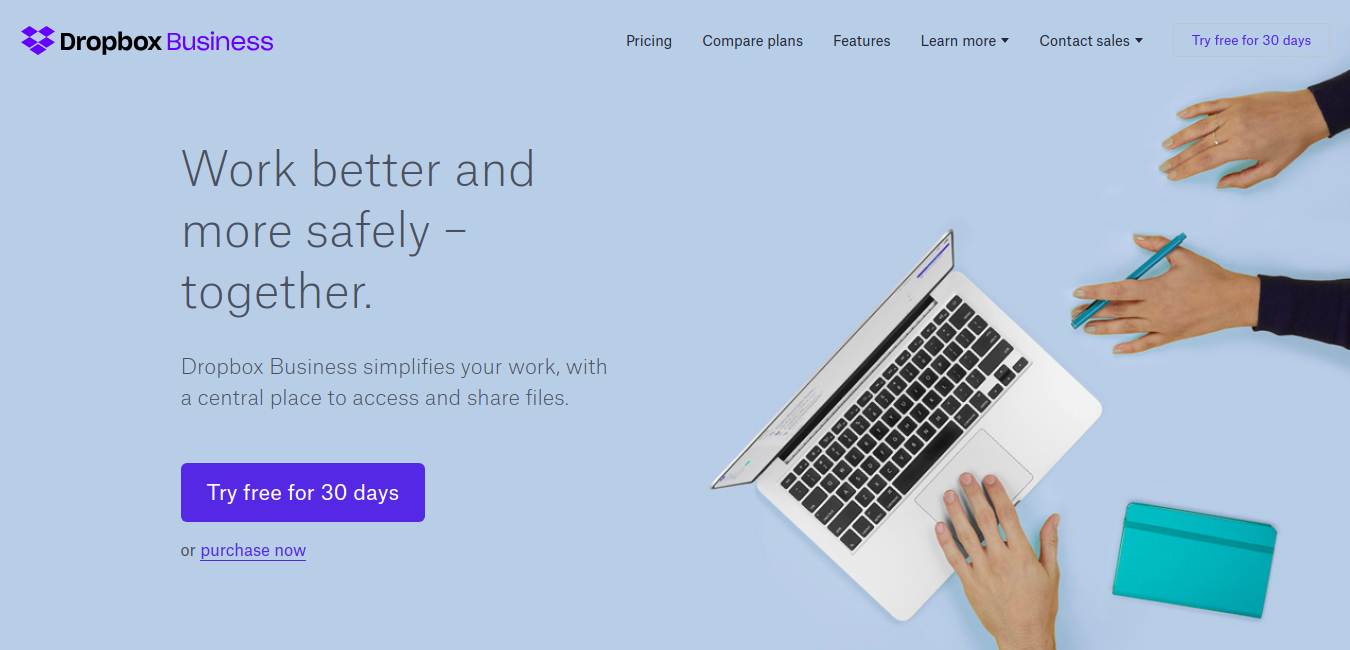 Dropbox Business
Pricing
Compare plans
Features
Learn more
Contact sales
Try free for 30 days
Work better and
more safely –
together.
Dropbox Business simplifies your work, with
a central place to access and share files.
Try free for 30 days
or purchase now